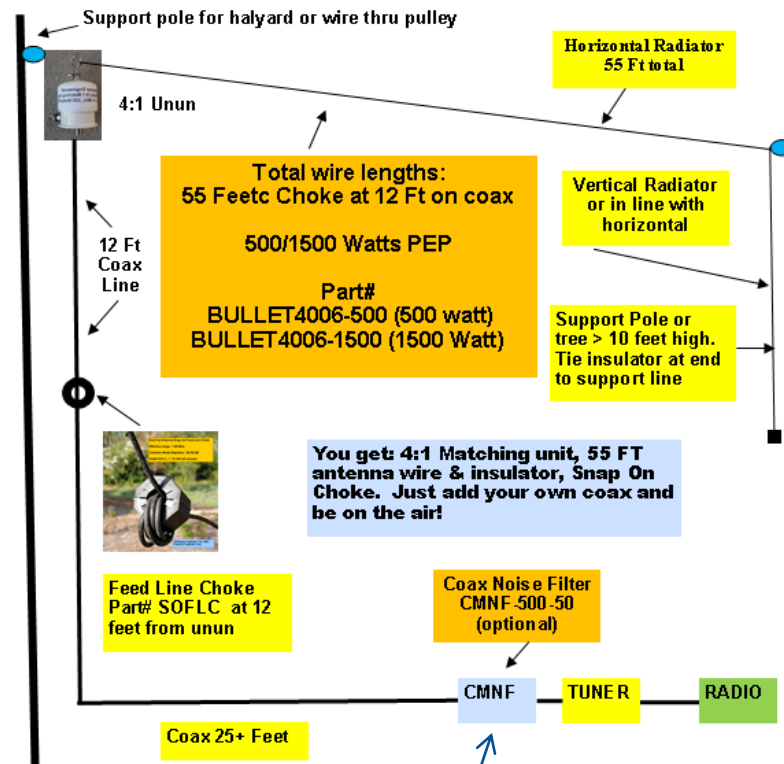 Support pole for halyard or wire thru pulley
Horizontal Radiator
55 Ft total
4:1 Unun
Total wire lengths:
55 Feetc Choke at 12 Ft on coax
500/1500 Watts PEP
Part#
BULLET4006-500 (500 watt)
BULLET4006-1500 (1500 Watt)
Vertical Radiator
or in line with
horizontal
12 Ft
Coax
Line
Support Pole or
tree > 10 feet high.
Tie insulator at end
to support line
You get: 4:1 Matching unit, 55 FT
antenna wire & insulator, Snap On
Choke. Just add your own coax and
be on the air!
Feed Line Choke
Part# SOFLC at 12
feet from unun
Coax Noise Filter
CMNF-500-50
(optional)
CMNF
TUNER
RADIO
Coax 25+ Feet